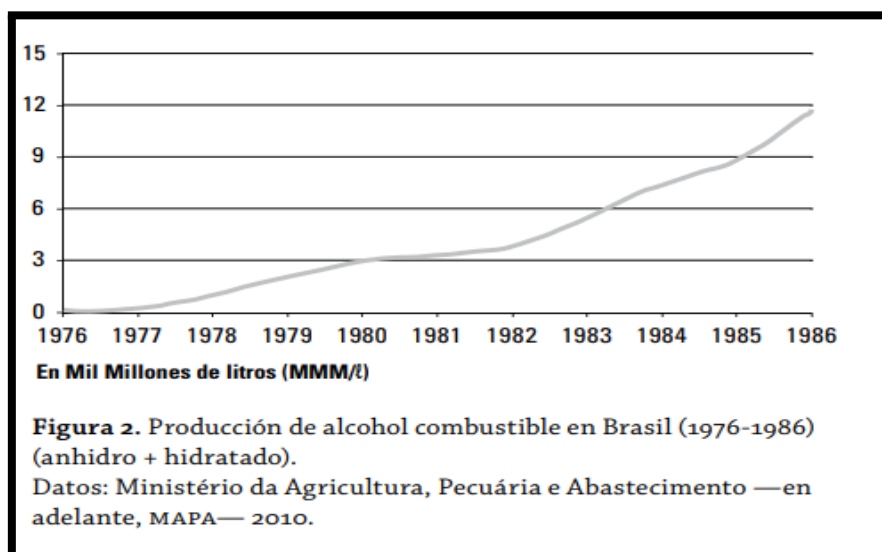 15
12
9
6
3
0
1976 1977 1978 1979 1980 1981 1982 1983 1984 1985 1986
En Mil Millones de litros (MMM/ℓ)
Figura 2. Producción de alcohol combustible en Brasil (1976-1986)
(anhidro + hidratado).
Datos: Ministério da Agricultura, Pecuária e Abastecimento —en
adelante, MAPA— 2010.